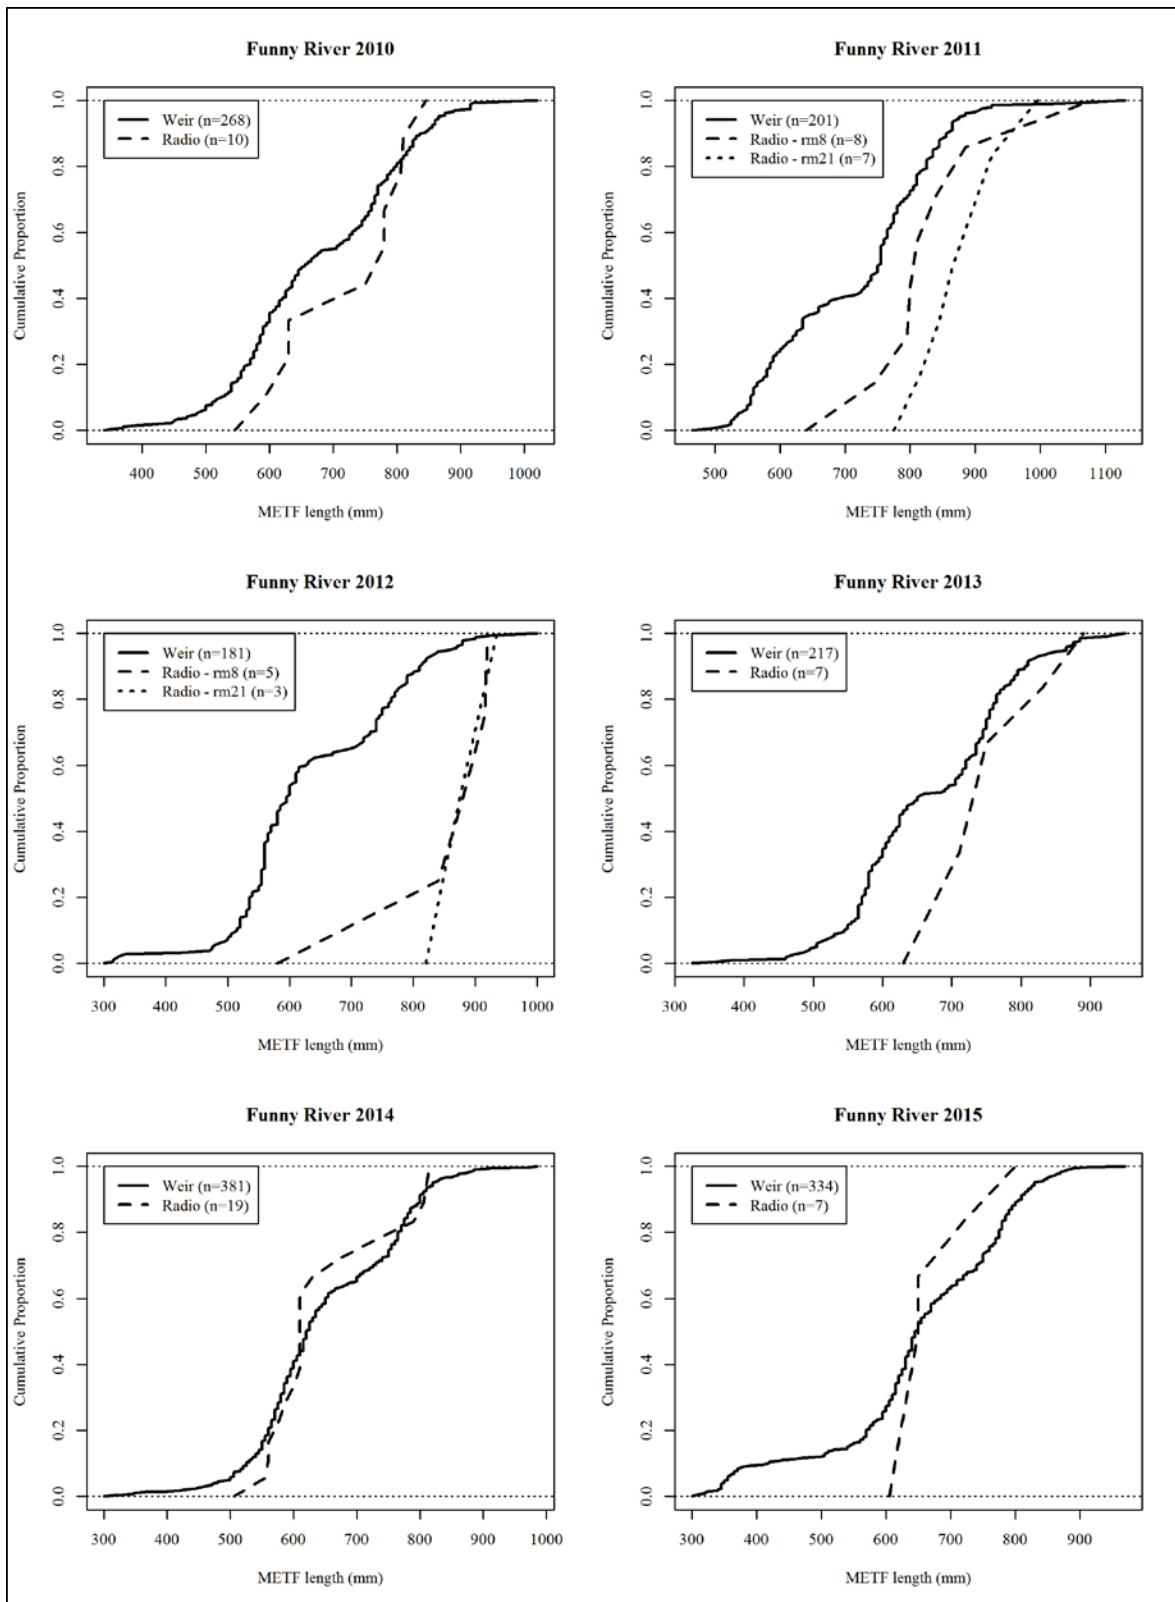 Funny River 2010
Weir (n=268)
Radio (n=10)
Cumulative Proportion
0.0 0.2 0.4 0.6 0.8 1.0
400 500 600 700 800 900 1000
METF length (mm)
Funny River 2011
Weir (n=201)
Radio - rm8 (n=8)
Radio - rm21 (n=7)
Cumulative Proportion
0.0 0.2 0.4 0.6 0.8 1.0
500 600 700 800 900 1000 1100
METF length (mm)
Funny River 2012
Weir (n=181)
Radio - rm8 (n=5)
Radio - rm21 (n=3)
Cumulative Proportion
0.0 0.2 0.4 0.6 0.8 1.0
300 400 500 600 700 800 900 1000
METF length (mm)
Funny River 2013
Weir (n=217)
Radio (n=7)
Cumulative Proportion
0.0 0.2 0.4 0.6 0.8 1.0
300 400 500 600 700 800 900
METF length (mm)
Funny River 2014
Weir (n=381)
Radio (n=19)
Cumulative Proportion
0.0 0.2 0.4 0.6 0.8 1.0
300 400 500 600 700 800 900 1000
METF length (mm)
Funny River 2015
Weir (n=334)
Radio (n=7)
Cumulative Proportion
0.0 0.2 0.4 0.6 0.8 1.0
300 400 500 600 700 800 900
METF length (mm)